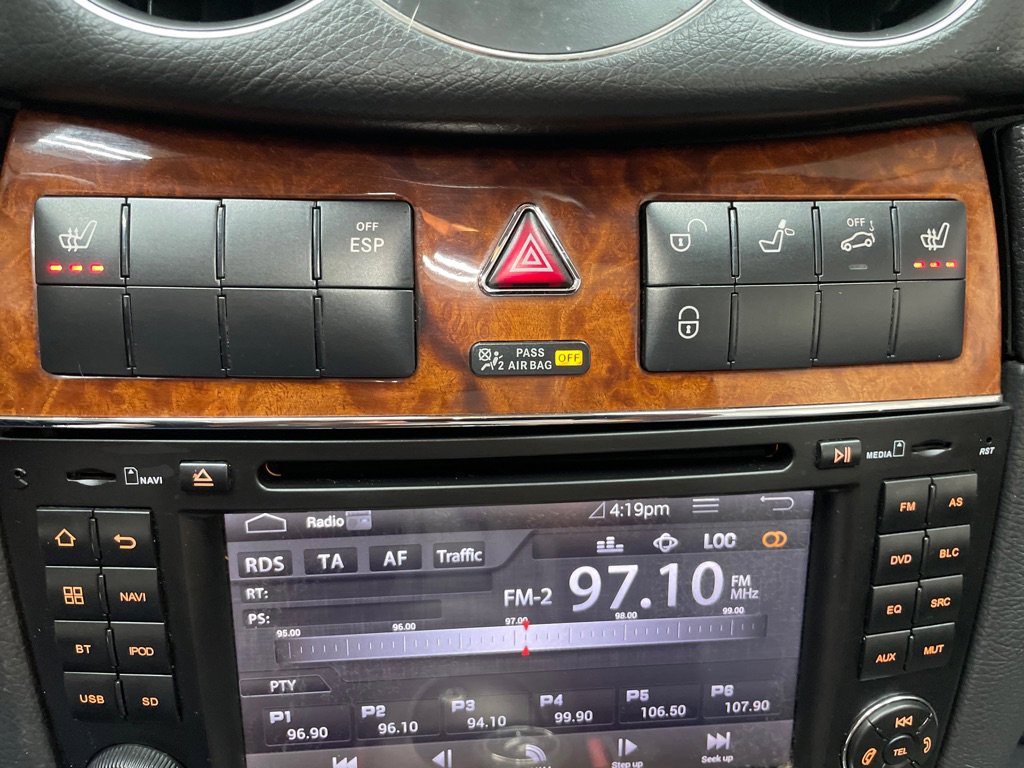 OFF
ESP
OFF
PASS
2 AIRBAG OFF
NAVI
MEDIA
RST
Radio
4:19pm
FM
AS
RDS
TA
AF
Traffic
LOC
DVD
BLC
RT:
FM-2
97.10
FM
MHz
NAVI
PS:
95.00
96.00
97.00
98.00
99.00
EQ
SRC
BT
IPOD
AUX
MUT
PTY
USB
SD
P1
96.90
P2
96.10
P3
94.10
P4
99.90
P5
106.50
P6
107.90
TEL
Step up
Seek up